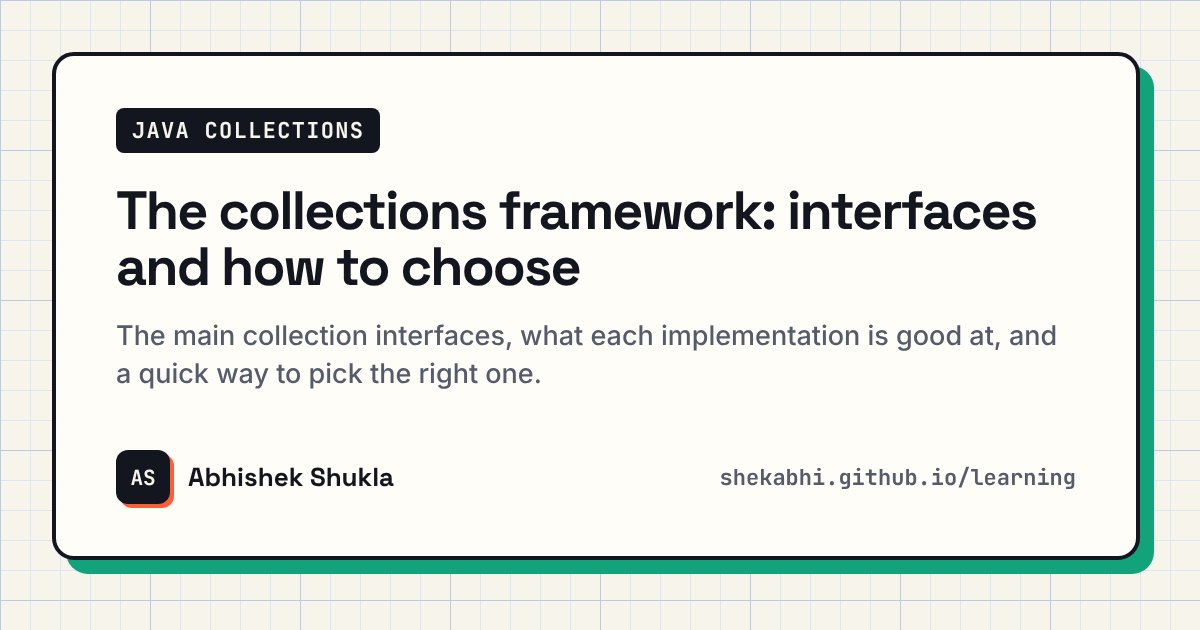 JAVA COLLECTIONS
The collections framework: interfaces
and how to choose
The main collection interfaces, what each implementation is good at, and
a quick way to pick the right one.
AS
Abhishek Shukla
shekabhi.github.io/learning